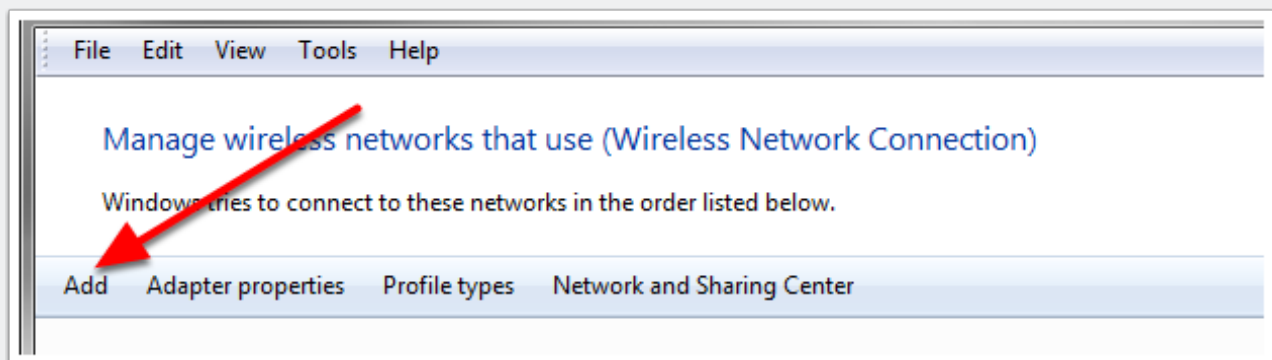 File Edit View Tools Help
Manage wireless networks that use (Wireless Network Connection)
Windows tries to connect to these networks in the order listed below.
Add Adapter properties Profile types Network and Sharing Center